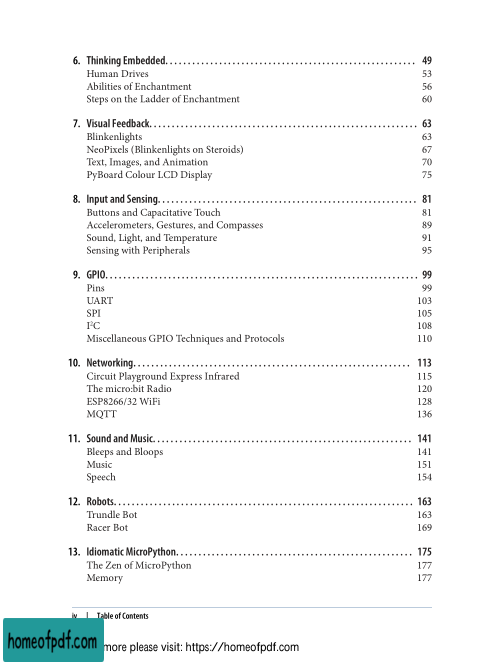 6. Thinking Embedded. . . . . . . . . . . . . . . . . . . . . . . . . . . . . . . . . . . . . . . . . . . . . . . . . . . . . 49
Human Drives 53
Abilities of Enchantment 56
Steps on the Ladder of Enchantment 60
7. Visual Feedback. . . . . . . . . . . . . . . . . . . . . . . . . . . . . . . . . . . . . . . . . . . . . . . . . . . . . . . . 63
Blinkenlights 63
NeoPixels (Blinkenlights on Steroids) 67
Text, Images, and Animation 70
PyBoard Colour LCD Display 75
8. Input and Sensing. . . . . . . . . . . . . . . . . . . . . . . . . . . . . . . . . . . . . . . . . . . . . . . . . . . . . . 81
Buttons and Capacitative Touch 81
Accelerometers, Gestures, and Compasses 89
Sound, Light, and Temperature 91
Sensing with Peripherals 95
9. GPIO. . . . . . . . . . . . . . . . . . . . . . . . . . . . . . . . . . . . . . . . . . . . . . . . . . . . . . . . . . . . . . . . . 99
Pins 99
UART 103
SPI 105
I²C 108
Miscellaneous GPIO Techniques and Protocols 110
10. Networking. . . . . . . . . . . . . . . . . . . . . . . . . . . . . . . . . . . . . . . . . . . . . . . . . . . . . . . . . . 113
Circuit Playground Express Infrared 115
The micro:bit Radio 120
ESP8266/32 WiFi 128
MQTT 136
11. Sound and Music. . . . . . . . . . . . . . . . . . . . . . . . . . . . . . . . . . . . . . . . . . . . . . . . . . . . . . 141
Bleeps and Bloops 141
Music 151
Speech 154
12. Robots. . . . . . . . . . . . . . . . . . . . . . . . . . . . . . . . . . . . . . . . . . . . . . . . . . . . . . . . . . . . . . 163
Trundle Bot 163
Racer Bot 169
13. Idiomatic MicroPython. . . . . . . . . . . . . . . . . . . . . . . . . . . . . . . . . . . . . . . . . . . . . . . . . 175
The Zen of MicroPython 177
Memory 177
iv | Table of Contents
homeofpdf.com more please visit: https://homeofpdf.com